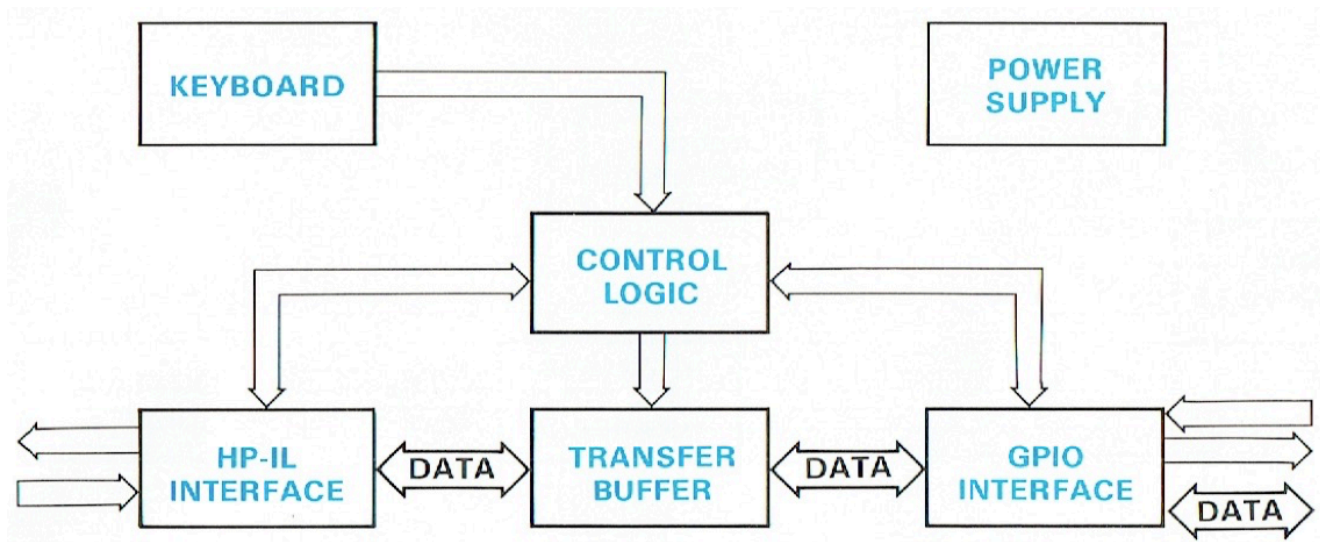 KEYBOARD
POWER
SUPPLY
CONTROL
LOGIC
HP-IL
INTERFACE
DATA
TRANSFER
BUFFER
DATA
GPIO
INTERFACE
DATA